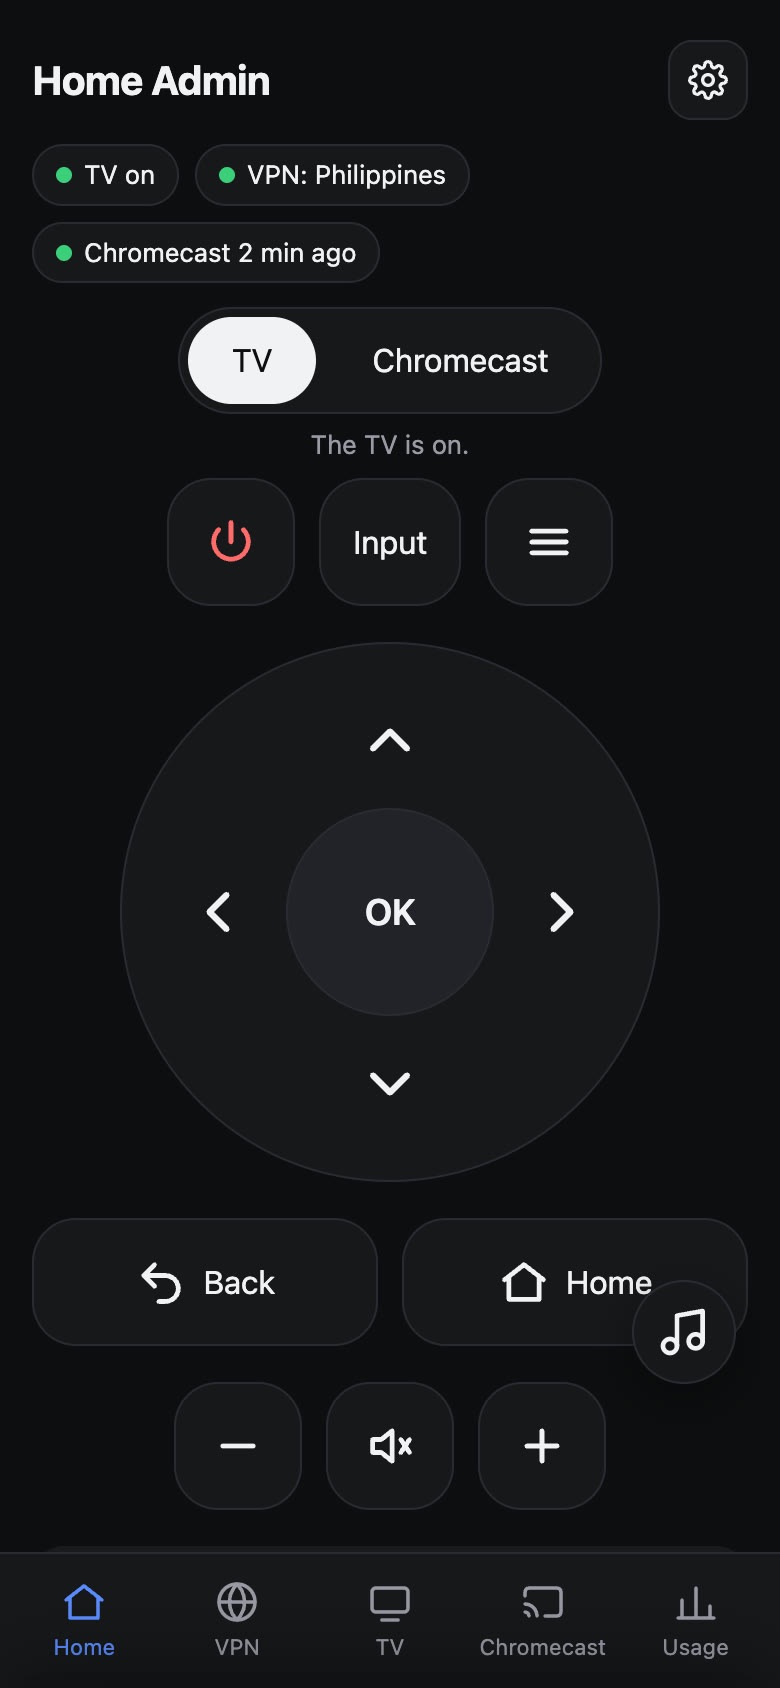 Home Admin
TV on
VPN: Philippines
Chromecast 2 min ago
TV
Chromecast
The TV is on.
Input
OK
Back
Home
Home
VPN
TV
Chromecast
Usage